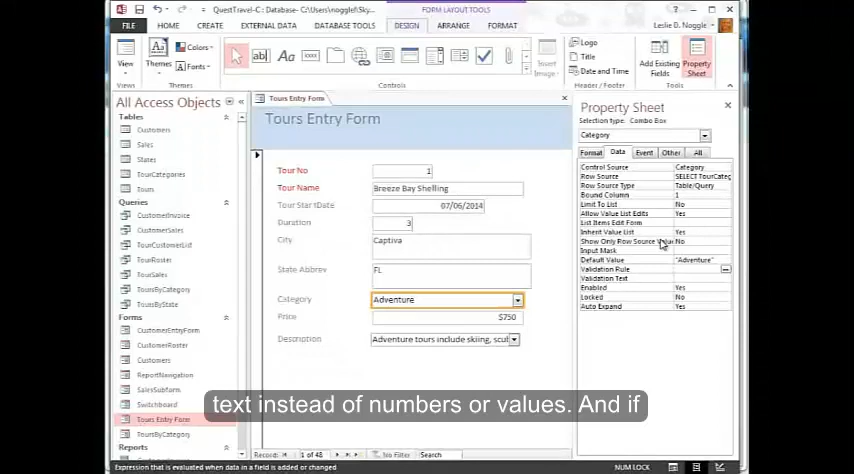 QuestTravel-C: Database- C:\Users\noggle\Sky...
FORM LAYOUT TOOLS
FILE
HOME
CREATE
EXTERNAL DATA
DATABASE TOOLS
DESIGN
ARRANGE
FORMAT
Leslie D. Noggle
View
Themes
Colors
Fonts
ab|
Aa
xxxx
Insert
Image
Logo
Title
Date and Time
Add Existing
Fields
Property
Sheet
Views
Themes
Controls
Header / Footer
Tools
All Access Objects
Tables
Customers
Sales
States
TourCategories
Tours
Queries
CustomerInvoice
CustomerSales
TourCustomerList
TourRoster
TourSales
ToursByCategory
ToursByState
Forms
CustomerEntryForm
CustomerRoster
Customers
ReportNavigation
SalesSubform
Switchboard
Tours Entry Form
ToursByCategory
Reports
Tours Entry Form
Tours Entry Form
Tour No
1
Tour Name
Breeze Bay Shelling
Tour StartDate
07/06/2014
Duration
3
City
Captiva
State Abbrev
FL
Category
Adventure
Price
$750
Description
Adventure tours include skiing, scub
Record:
1 of 48
No Filter
Search
Property Sheet
Selection type: Combo Box
Category
Format
Data
Event
Other
All
Control Source
Category
Row Source
SELECT TourCateg
Row Source Type
Table/Query
Bound Column
1
Limit To List
No
Allow Value List Edits
Yes
List Items Edit Form
Inherit Value List
Yes
Show Only Row Source Value
No
Input Mask
Default Value
"Adventure"
Validation Rule
Validation Text
Enabled
Yes
Locked
No
Auto Expand
Yes
text instead of numbers or values. And if
Expression that is evaluated when data in a field is added or changed
NUM LOCK